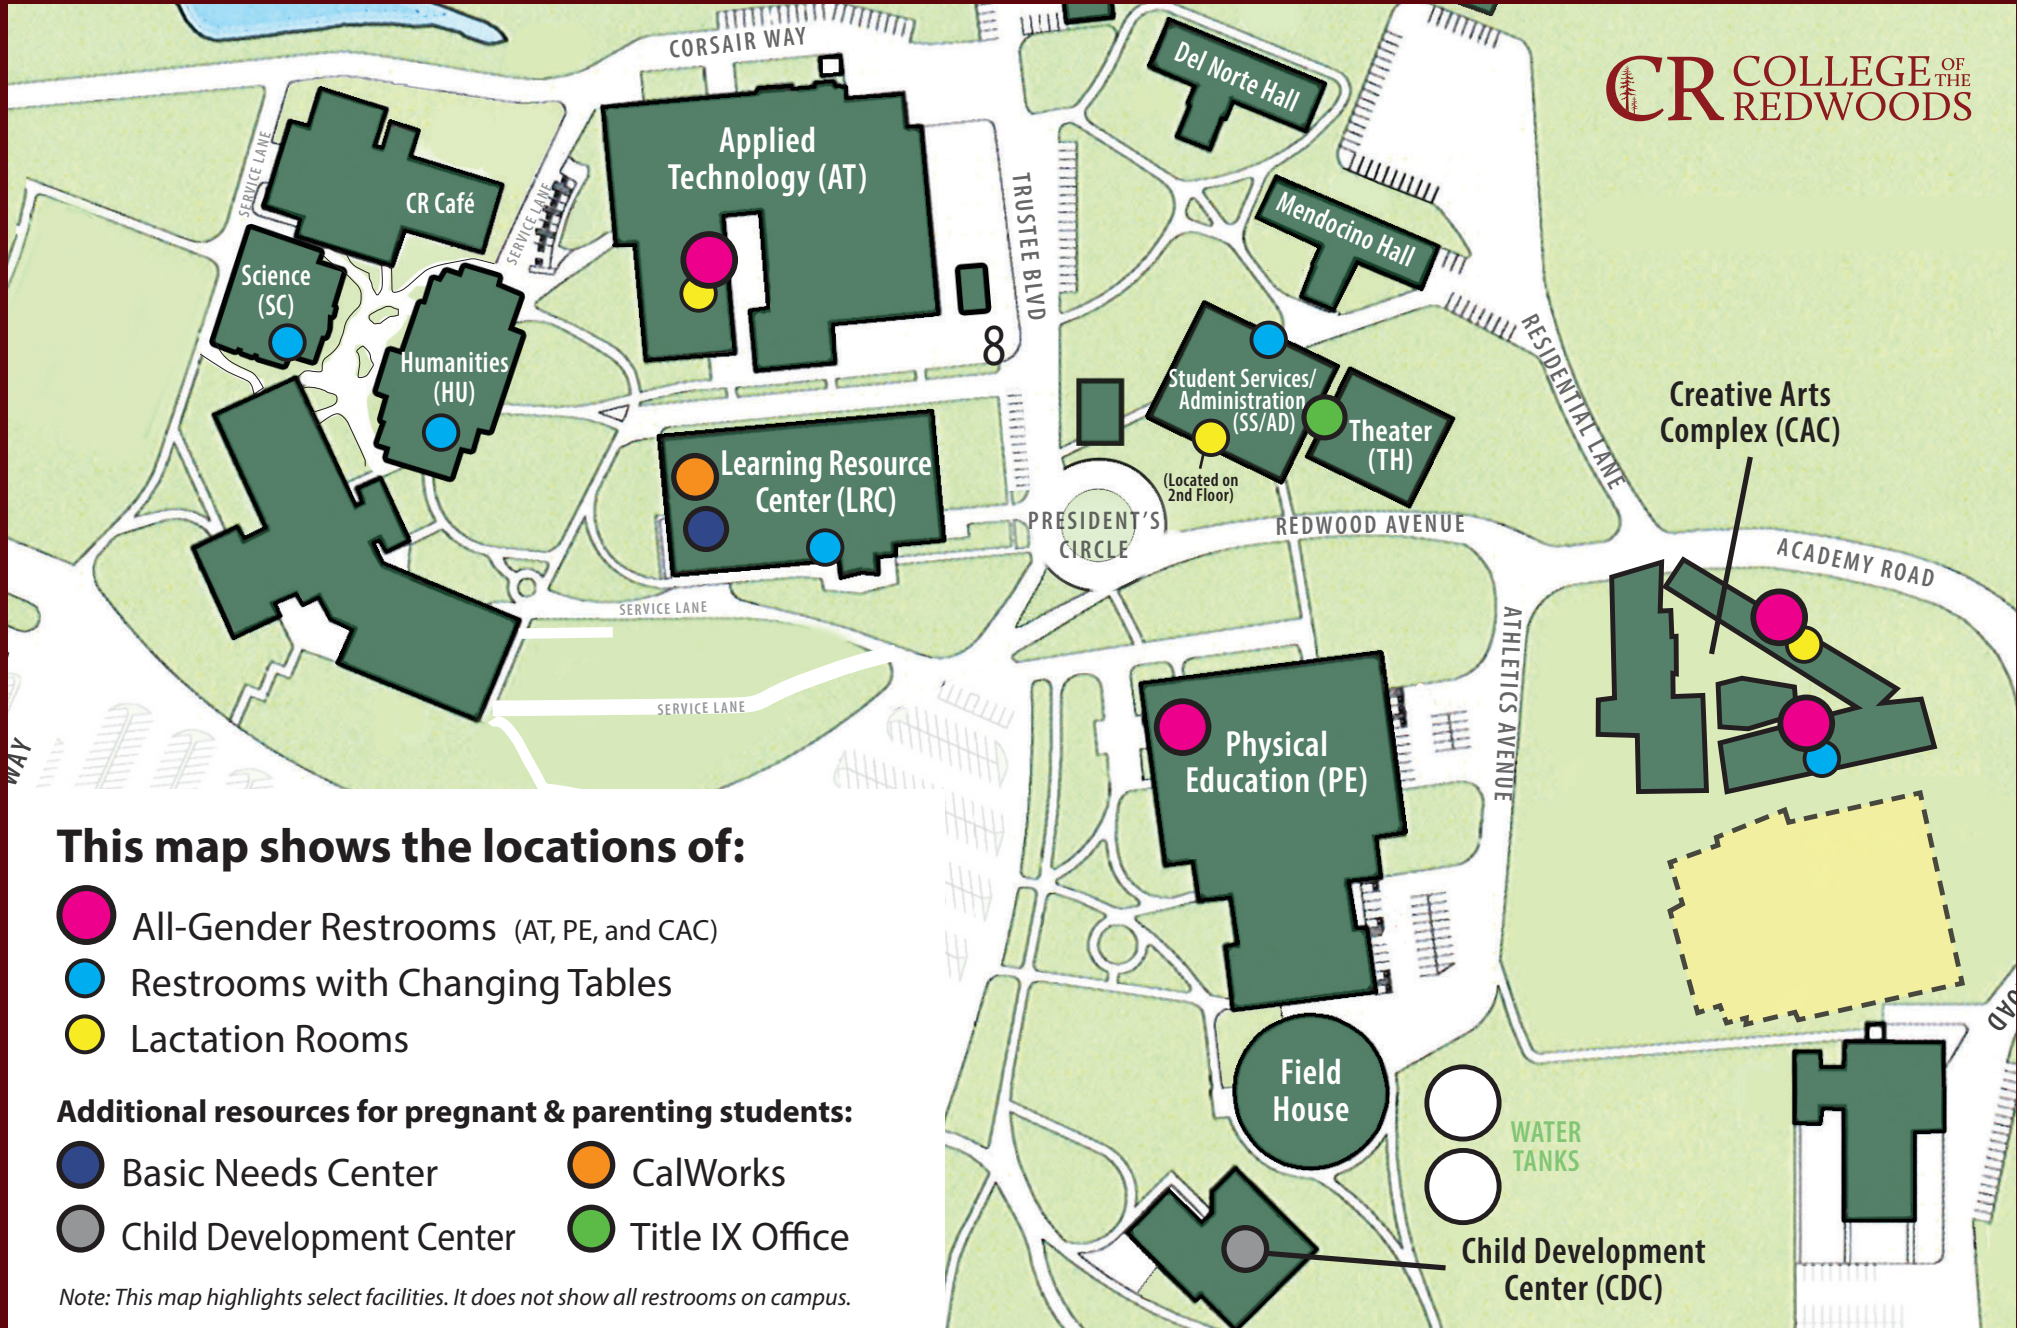 CORSAIR WAY
Del Norte Hall
CR
COLLEGE OF THE
REDWOODS
SERVICE LANE
CR Café
SERVICE LANE
Applied
Technology (AT)
TRUSTEE BLVD
Mendocino Hall
Science
(SC)
Humanities
(HU)
8
Student Services/
Administration
(SS/AD)
(Located on
2nd Floor)
Theater
(TH)
RESIDENTIAL LANE
Creative Arts
Complex (CAC)
Learning Resource
Center (LRC)
PRESIDENT'S
CIRCLE
REDWOOD AVENUE
ACADEMY ROAD
SERVICE LANE
SERVICE LANE
WAY
ATHLETICS AVENUE
Physical
Education (PE)
OAD
Field
House
WATER
TANKS
Child Development
Center (CDC)
This map shows the locations of:
All-Gender Restrooms (AT, PE, and CAC)
Restrooms with Changing Tables
Lactation Rooms
Additional resources for pregnant & parenting students:
Basic Needs Center
CalWorks
Child Development Center
Title IX Office
Note: This map highlights select facilities. It does not show all restrooms on campus.